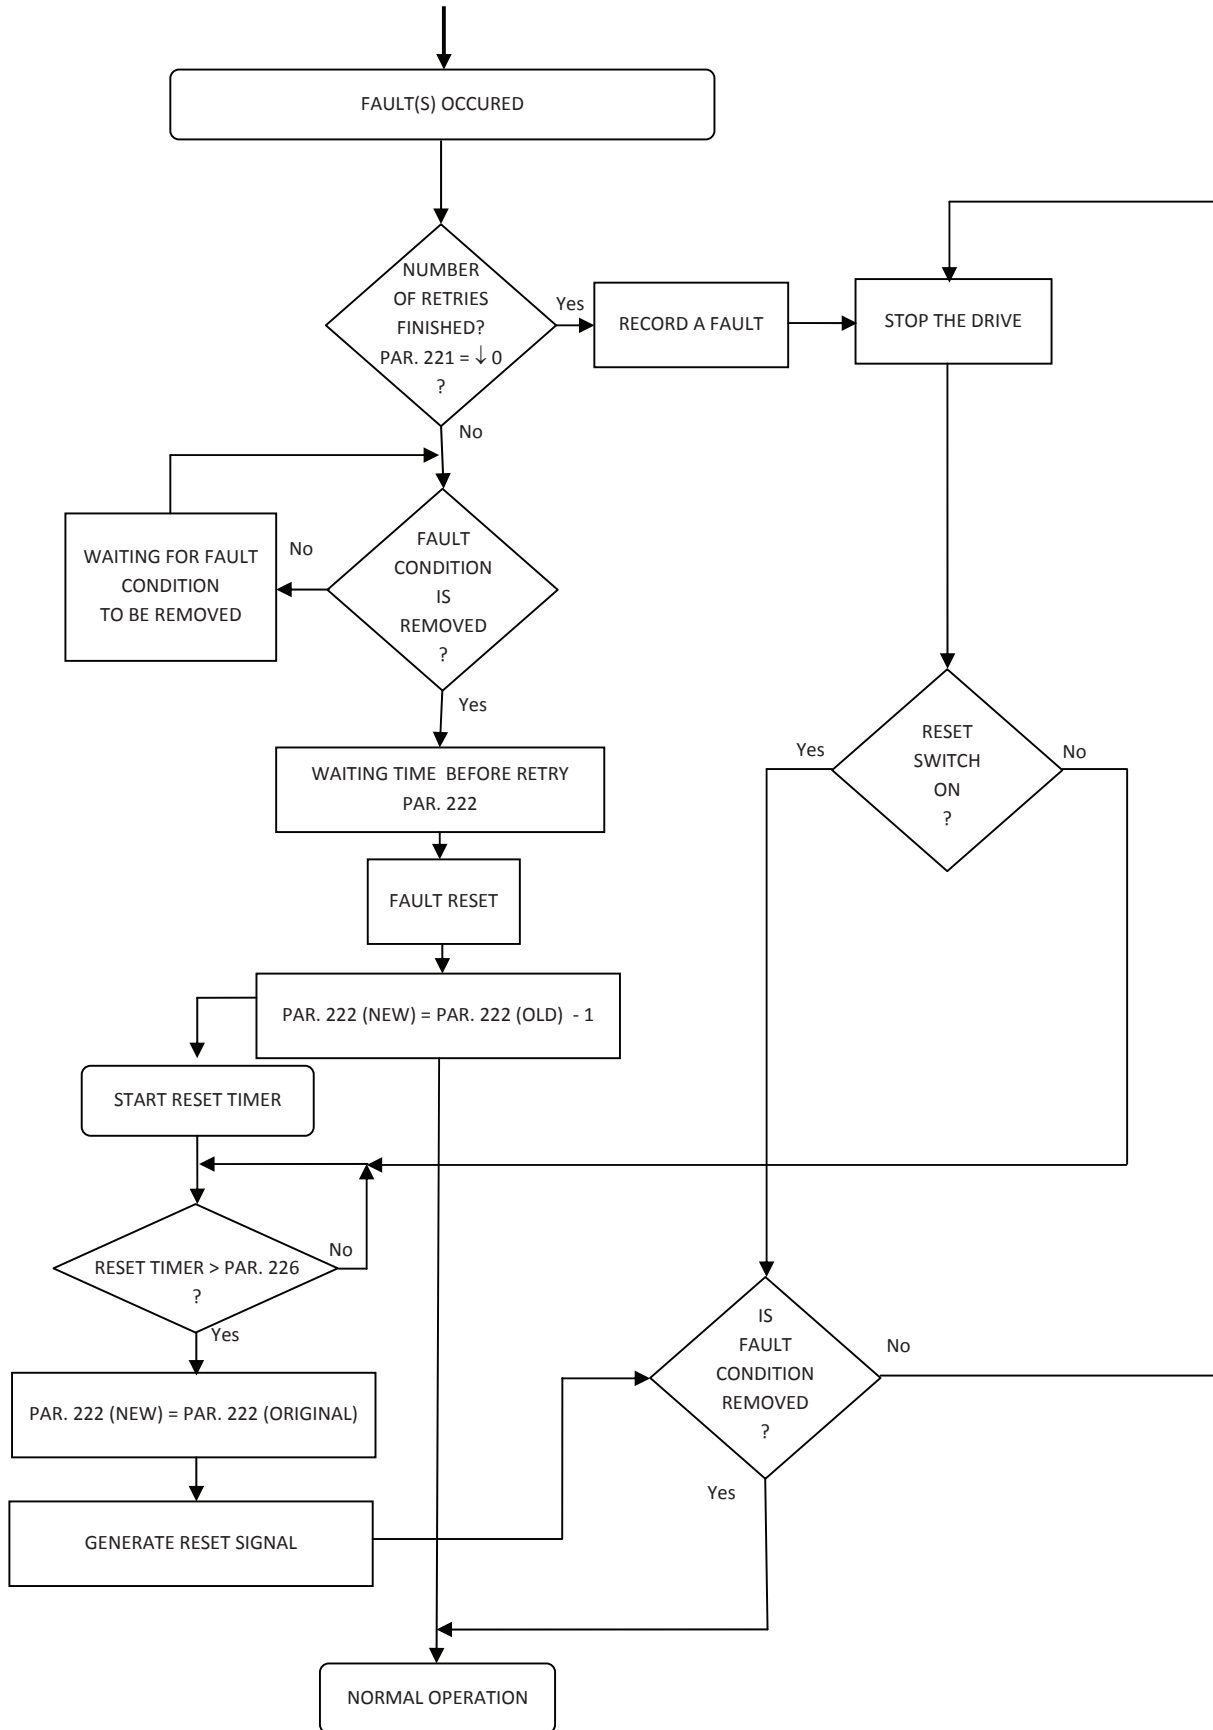 FAULT(S) OCCURED
NUMBER
OF RETRIES
FINISHED?
PAR. 221 = ↓ 0
?
Yes
RECORD A FAULT
STOP THE DRIVE
No
FAULT
CONDITION
IS
REMOVED
?
No
WAITING FOR FAULT
CONDITION
TO BE REMOVED
Yes
WAITING TIME BEFORE RETRY
PAR. 222
FAULT RESET
PAR. 222 (NEW) = PAR. 222 (OLD) - 1
START RESET TIMER
RESET TIMER > PAR. 226
?
No
Yes
PAR. 222 (NEW) = PAR. 222 (ORIGINAL)
GENERATE RESET SIGNAL
RESET
SWITCH
ON
?
Yes
No
IS
FAULT
CONDITION
REMOVED
?
No
Yes
NORMAL OPERATION